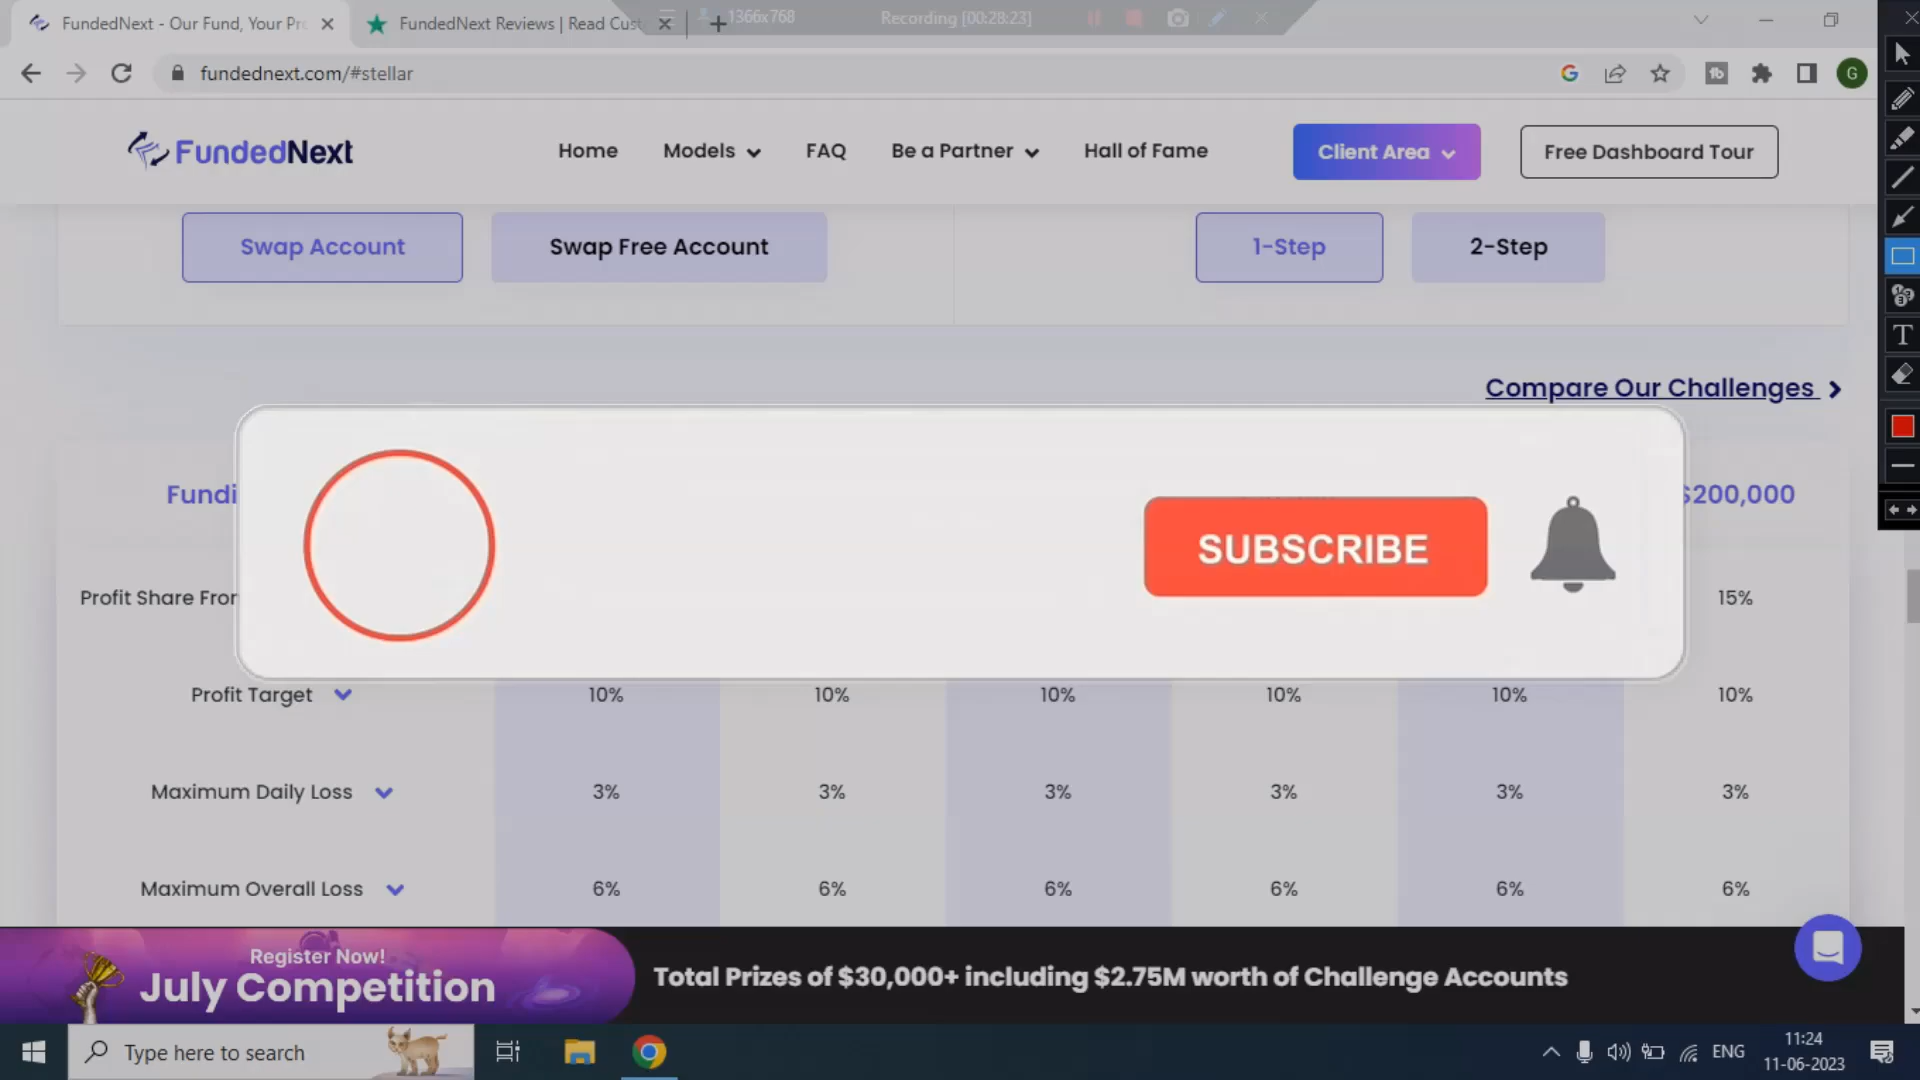 FundedNext - Our Fund, Your Pr
FundedNext Reviews | Read Cust
1366x768
Recording [00:28:23]
fundednext.com/#stellar
G
FundedNext
Home
Models
FAQ
Be a Partner
Hall of Fame
Client Area
Free Dashboard Tour
Swap Account
Swap Free Account
1-Step
2-Step
Compare Our Challenges
Fundi
$200,000
SUBSCRIBE
Profit Share From
15%
Profit Target 10% 10% 10% 10% 10% 10%
Maximum Daily Loss 3% 3% 3% 3% 3% 3%
Maximum Overall Loss 6% 6% 6% 6% 6% 6%
Register Now!
July Competition
Total Prizes of $30,000+ including $2.75M worth of Challenge Accounts
Type here to search
ENG
11:24
11-06-2023